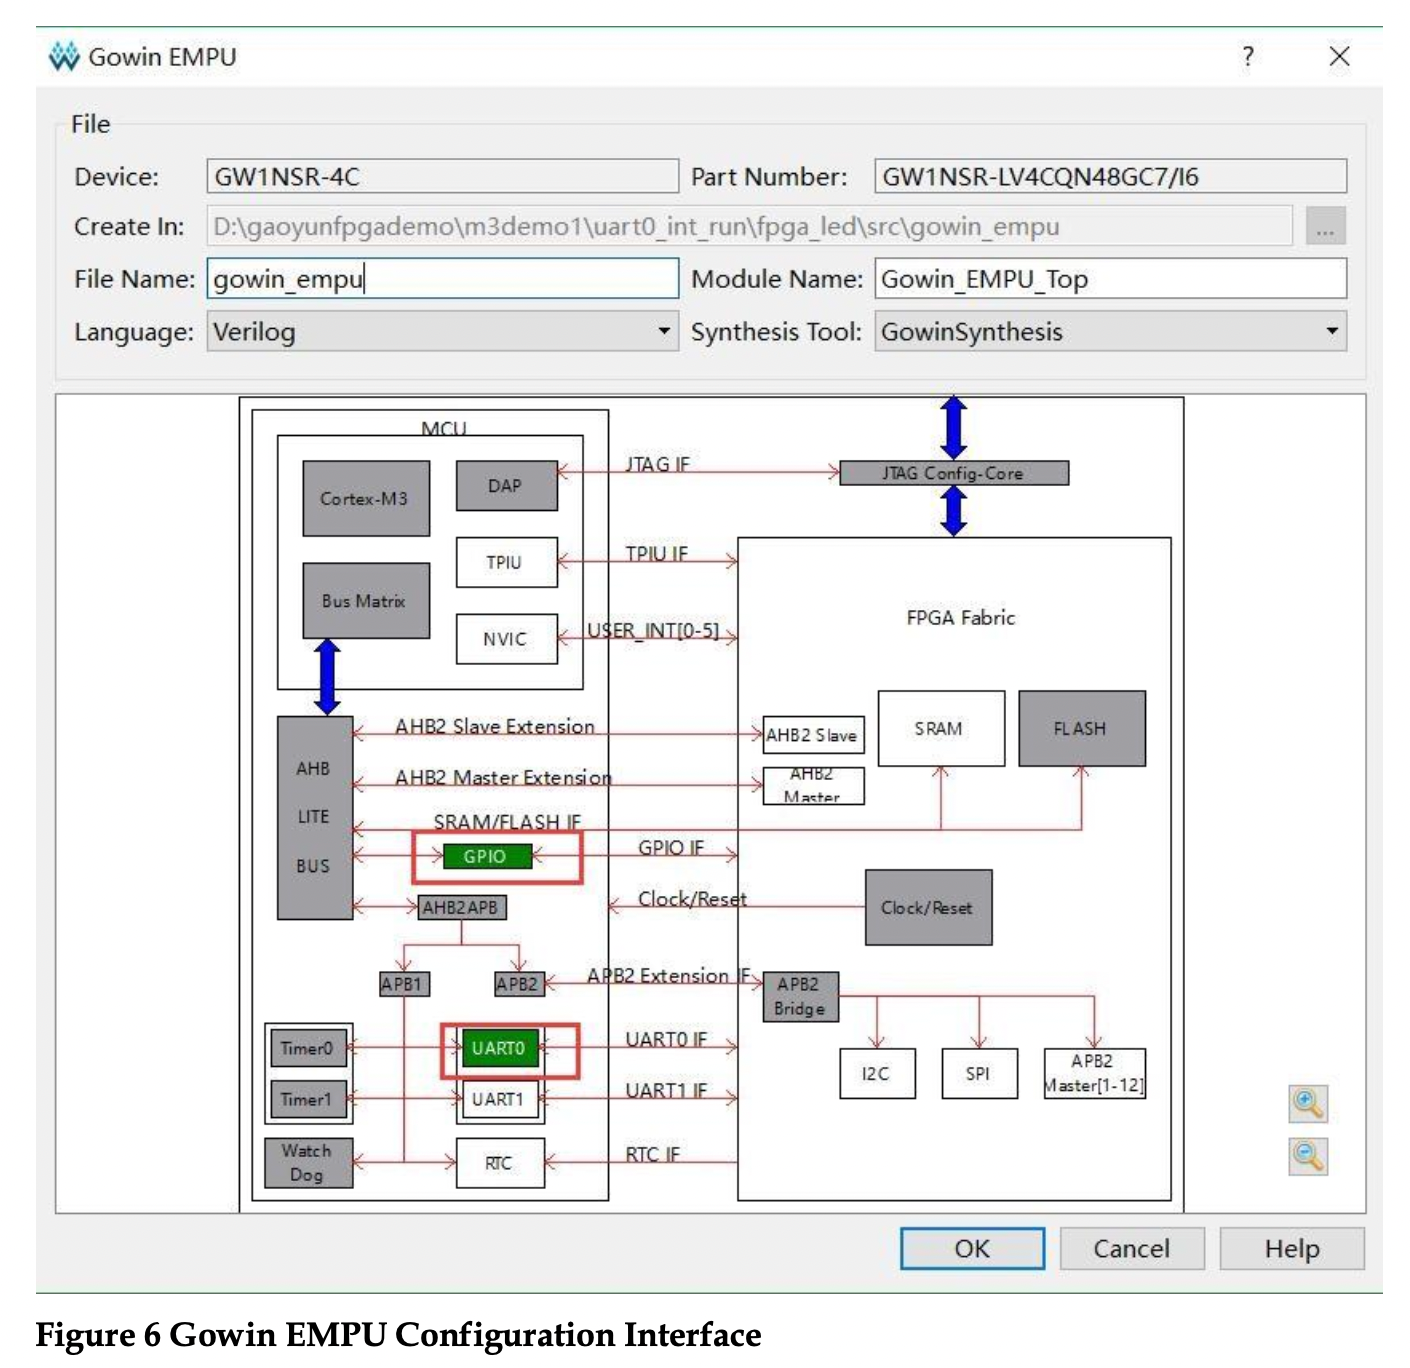 Gowin EMPU
?
File
Device: GW1NSR-4C Part Number: GW1NSR-LV4CQN48GC7/I6
Create In: D:\gaoyunfpgademo\m3demo1\uart0_int_run\fpga_led\src\gowin_empu ...
File Name: gowin_empu Module Name: Gowin_EMPU_Top
Language: Verilog Synthesis Tool: GowinSynthesis
MCU
Cortex-M3
DAP
JTAG IF
JTAG Config-Core
TPIU
TPIU IF
Bus Matrix
NVIC
USER_INT[0-5]
FPGA Fabric
AHB
LITE
BUS
AHB2 Slave Extension
AHB2 Slave
SRAM
FLASH
AHB2 Master Extension
AHB2
Master
SRAM/FLASH IF
GPIO
GPIO IF
AHB2APB
Clock/Reset
Clock/Reset
APB1
APB2
APB2 Extension IF
APB2
Bridge
Timer0
UART0
UART0 IF
I2C
SPI
APB2
Master[1-12]
Timer1
UART1
UART1 IF
Watch
Dog
RTC
RTC IF
OK
Cancel
Help
Figure 6 Gowin EMPU Configuration Interface